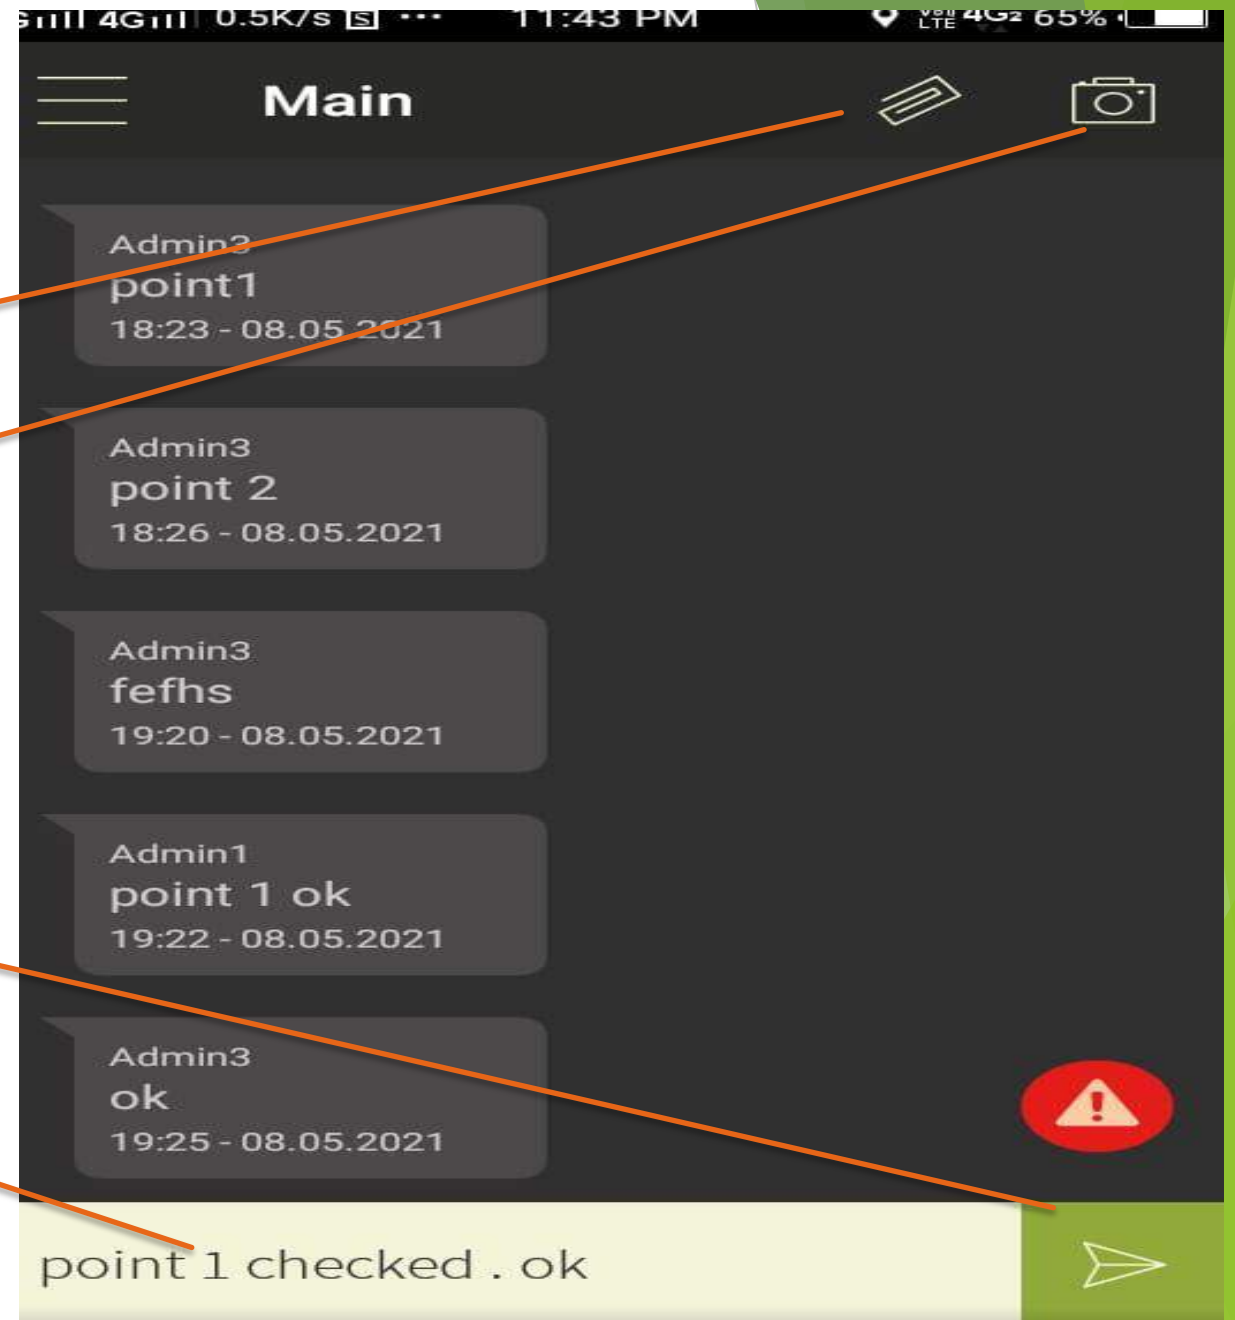 4G 0.5K/s S ... 11:43 PM LTE 4G2 65%
Main
Admin3
point1
18:23 - 08.05.2021
Admin3
point 2
18:26 - 08.05.2021
Admin3
fefhs
19:20 - 08.05.2021
Admin1
point 1 ok
19:22 - 08.05.2021
Admin3
ok
19:25 - 08.05.2021
point 1 checked . ok